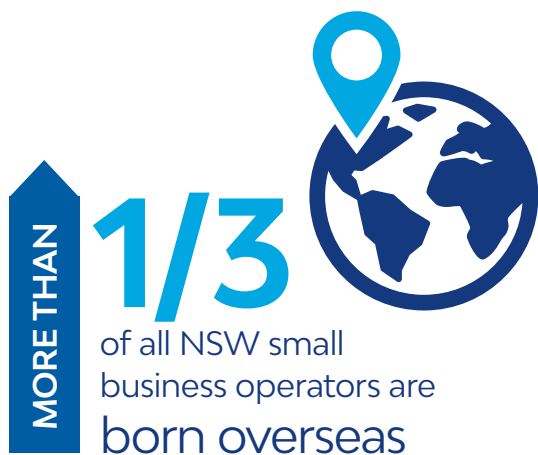 MORE THAN
1/3
of all NSW small
business operators are
born overseas